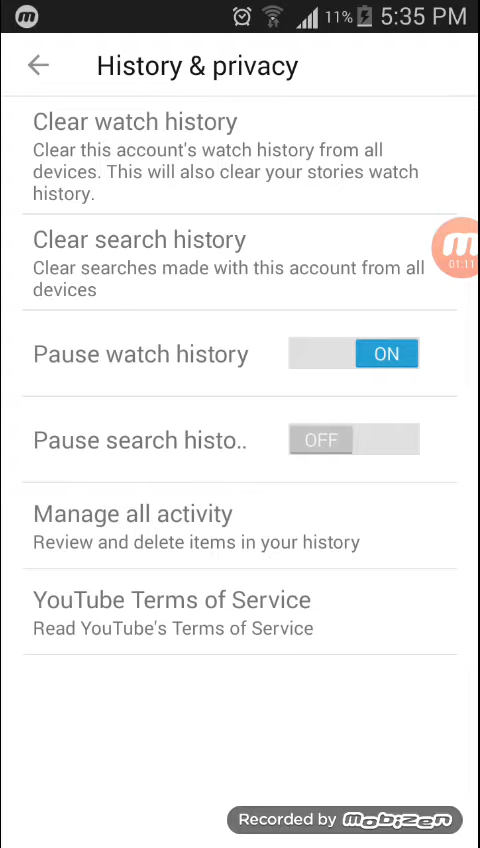 11% 5:35 PM
History & privacy
Clear watch history
Clear this account's watch history from all
devices. This will also clear your stories watch
history.
Clear search history
Clear searches made with this account from all
devices
01:11
Pause watch history ON
Pause search histo.. OFF
Manage all activity
Review and delete items in your history
YouTube Terms of Service
Read YouTube's Terms of Service
Recorded by mobizen